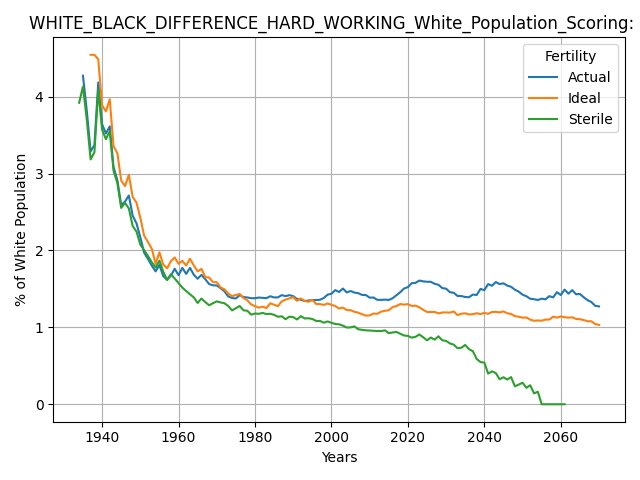 WHITE_BLACK_DIFFERENCE_HARD_WORKING_White_Population_Scoring:
Fertility
Actual
Ideal
Sterile
% of White Population
4
3
2
1
0
1940 1960 1980 2000 2020 2040 2060
Years